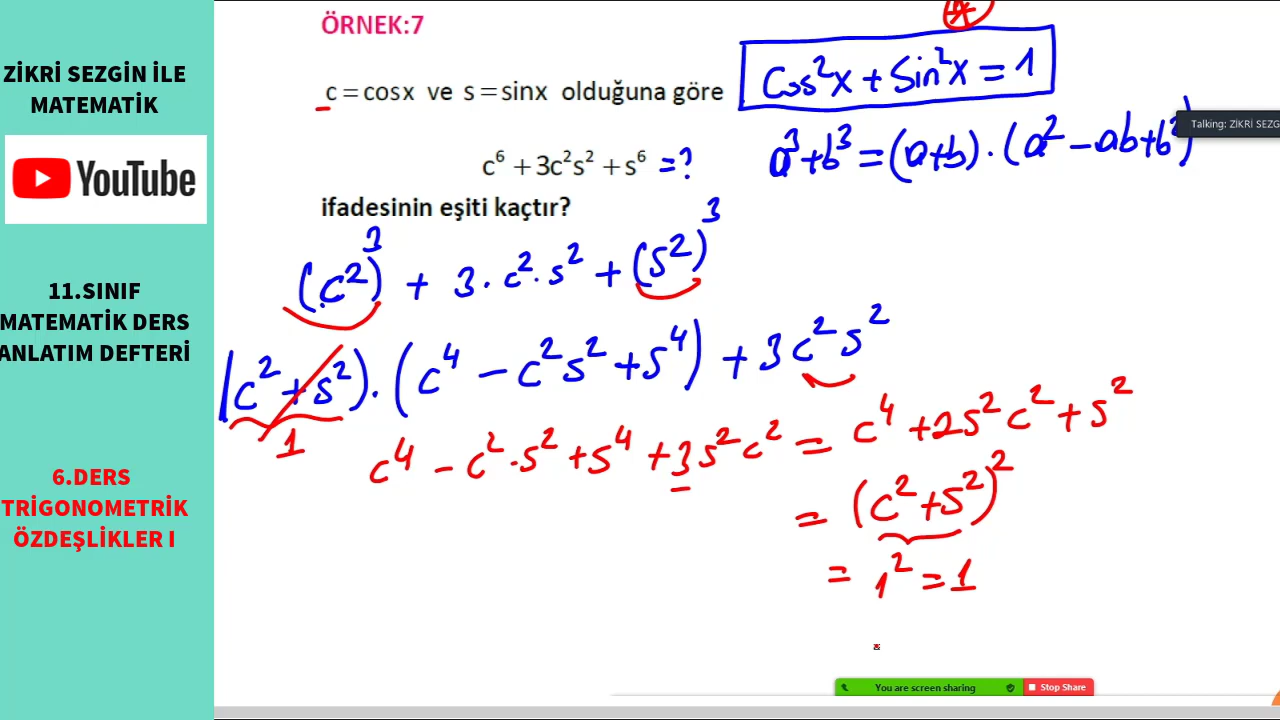 ZİKRİ SEZGİN İLE
MATEMATİK
YouTube
11.SINIF
MATEMATİK DERS
ANLATIM DEFTERİ
6.DERS
TRİGONOMETRİK
ÖZDEŞLİKLER I
ÖRNEK:7
c = cosx ve s = sinx olduğuna göre
c⁶ + 3c²s² + s⁶ = ?
ifadesinin eşiti kaçtır?
Cos²x + Sin²x = 1
a³ + b³ = (a+b) · (a² - ab + b²)
Talking: ZİKRİ SEZG
(c²)³ + 3 · c² · s² + (s²)³
(c² + s²) · (c⁴ - c²s² + s⁴) + 3c²s²
1
c⁴ - c² · s² + s⁴ + 3s²c² = c⁴ + 2s²c² + s²
= (c² + s²)²
= 1² = 1
You are screen sharing
Stop Share